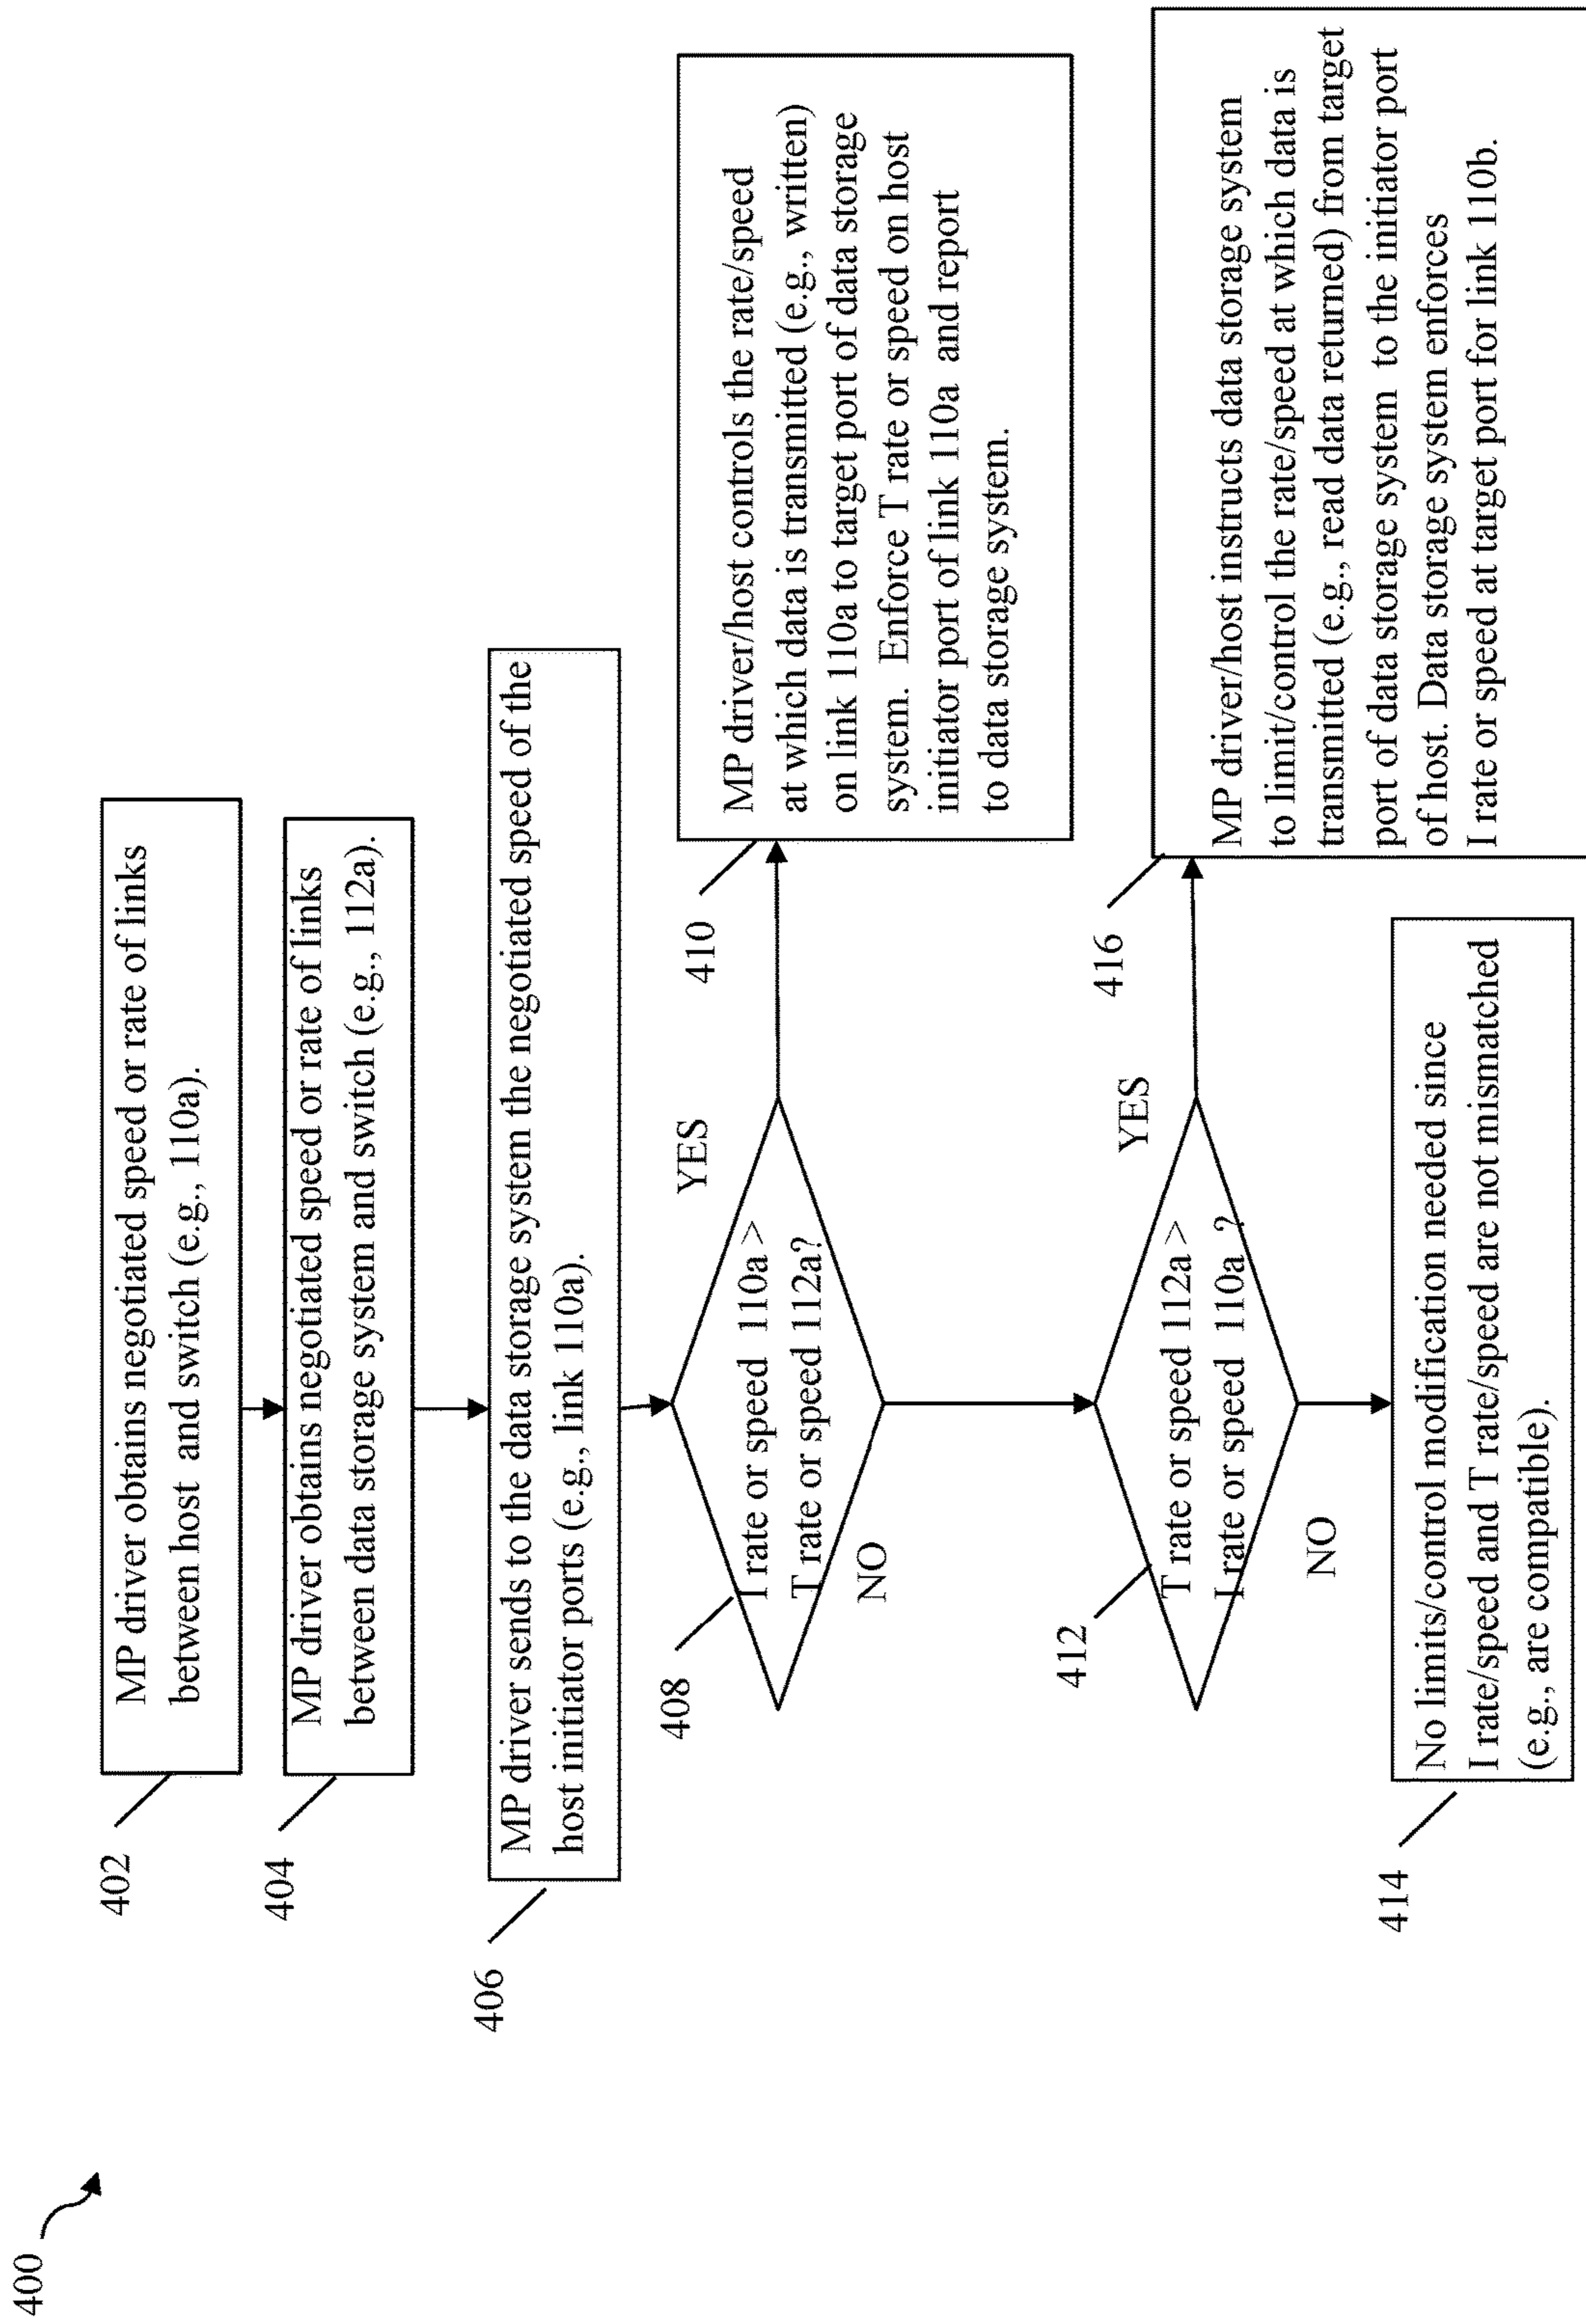 400
402
MP driver obtains negotiated speed or rate of links
between host and switch (e.g., 110a).
404
MP driver obtains negotiated speed or rate of links
between data storage system and switch (e.g., 112a).
406
MP driver sends to the data storage system the negotiated speed of the
host initiator ports (e.g., link 110a).
408
I rate or speed 110a >
T rate or speed 112a?
YES
NO
410
MP driver/host controls the rate/speed
at which data is transmitted (e.g., written)
on link 110a to target port of data storage
system. Enforce T rate or speed on host
initiator port of link 110a and report
to data storage system.
412
T rate or speed 112a >
I rate or speed 110a ?
YES
NO
416
MP driver/host instructs data storage system
to limit/control the rate/speed at which data is
transmitted (e.g., read data returned) from target
port of data storage system to the initiator port
of host. Data storage system enforces
I rate or speed at target port for link 110b.
414
No limits/control modification needed since
I rate/speed and T rate/speed are not mismatched
(e.g., are compatible).